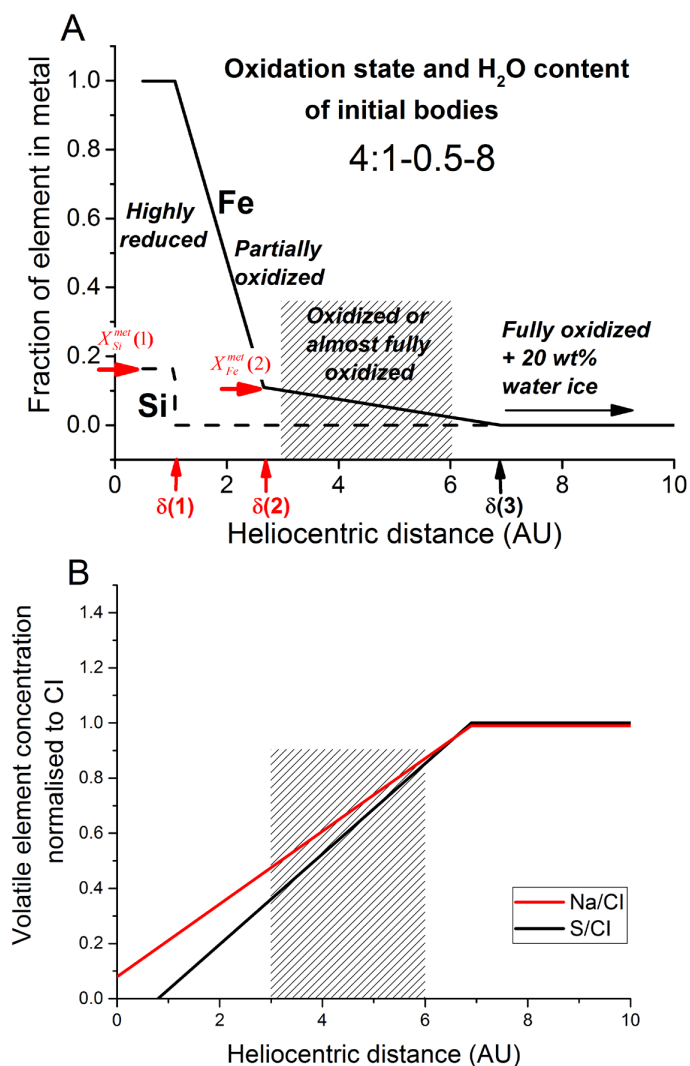 A
Oxidation state and H₂O content
of initial bodies
4:1-0.5-8
Fraction of element in metal
1.0
0.8
0.6
0.4
0.2
0.0
Fe
Highly
reduced
Partially
oxidized
Oxidized or
almost fully
oxidized
Fully oxidized
+ 20 wt%
water ice
X_{Si}^{met}(1)
X_{Fe}^{met}(2)
Si
0 2 4 6 8 10
δ(1) δ(2) δ(3)
Heliocentric distance (AU)
B
Volatile element concentration
normalised to CI
1.4
1.2
1.0
0.8
0.6
0.4
0.2
0.0
Na/CI
S/CI
0 2 4 6 8 10
Heliocentric distance (AU)